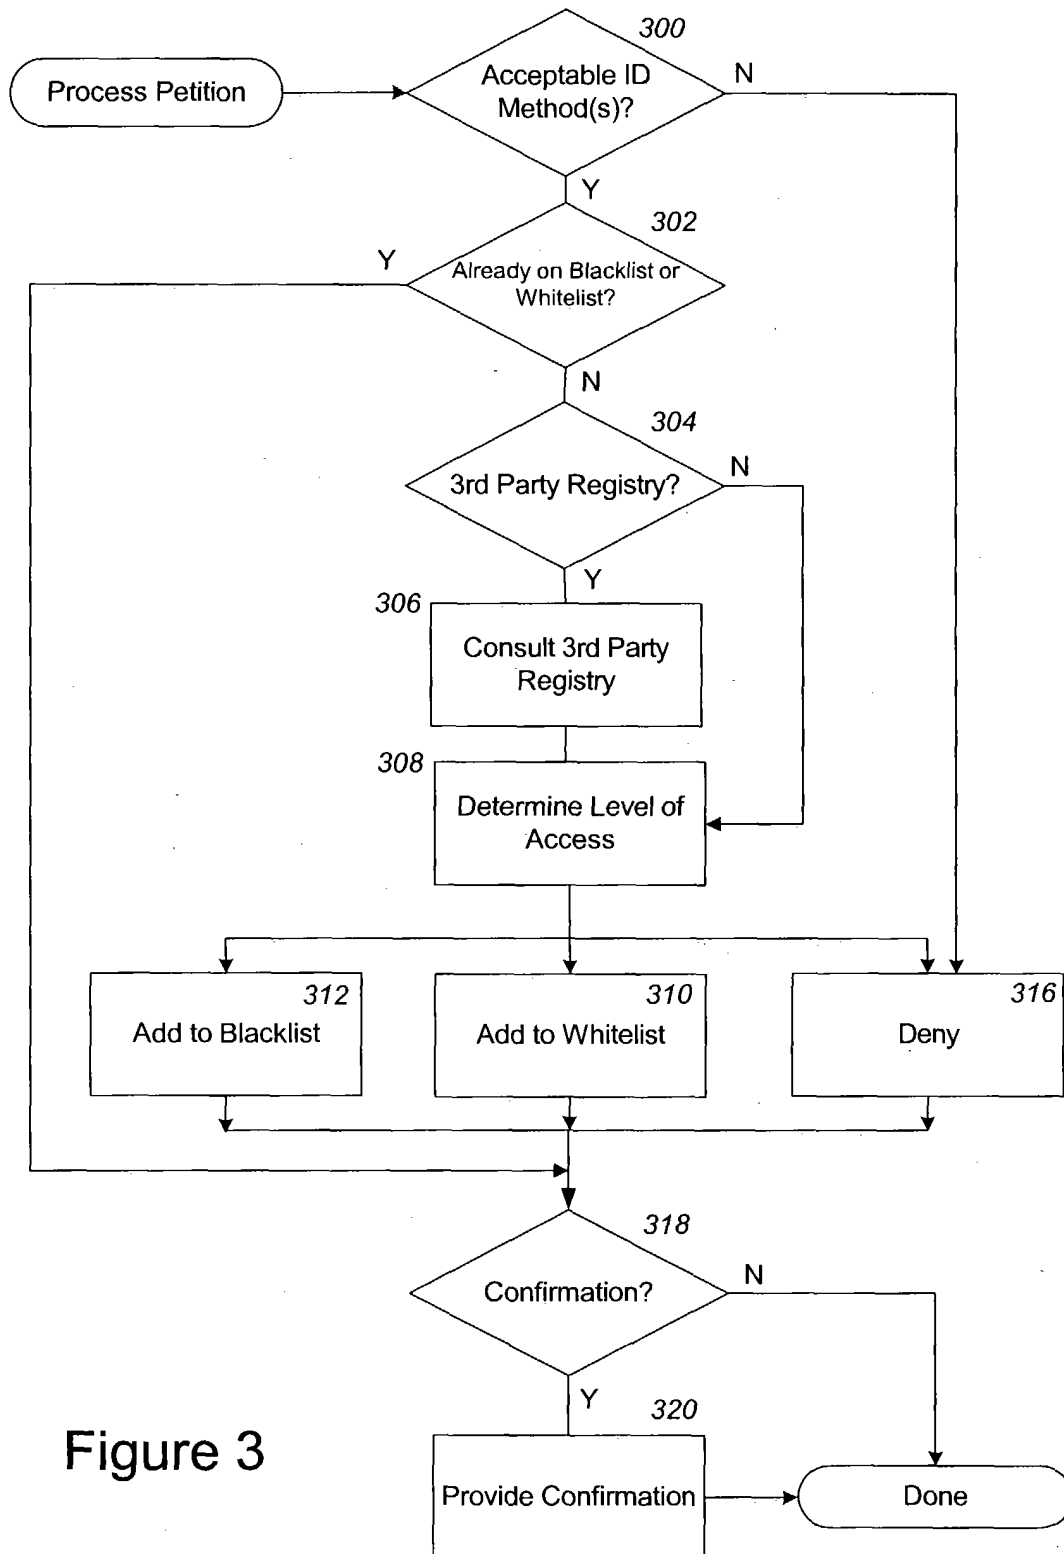 300
Process Petition
Acceptable ID
Method(s)?
N
Y
302
Y
Already on Blacklist or
Whitelist?
N
304
3rd Party Registry?
N
Y
306
Consult 3rd Party
Registry
308
Determine Level of
Access
312
Add to Blacklist
310
Add to Whitelist
316
Deny
318
Confirmation?
N
Y
320
Provide Confirmation
Done
Figure 3